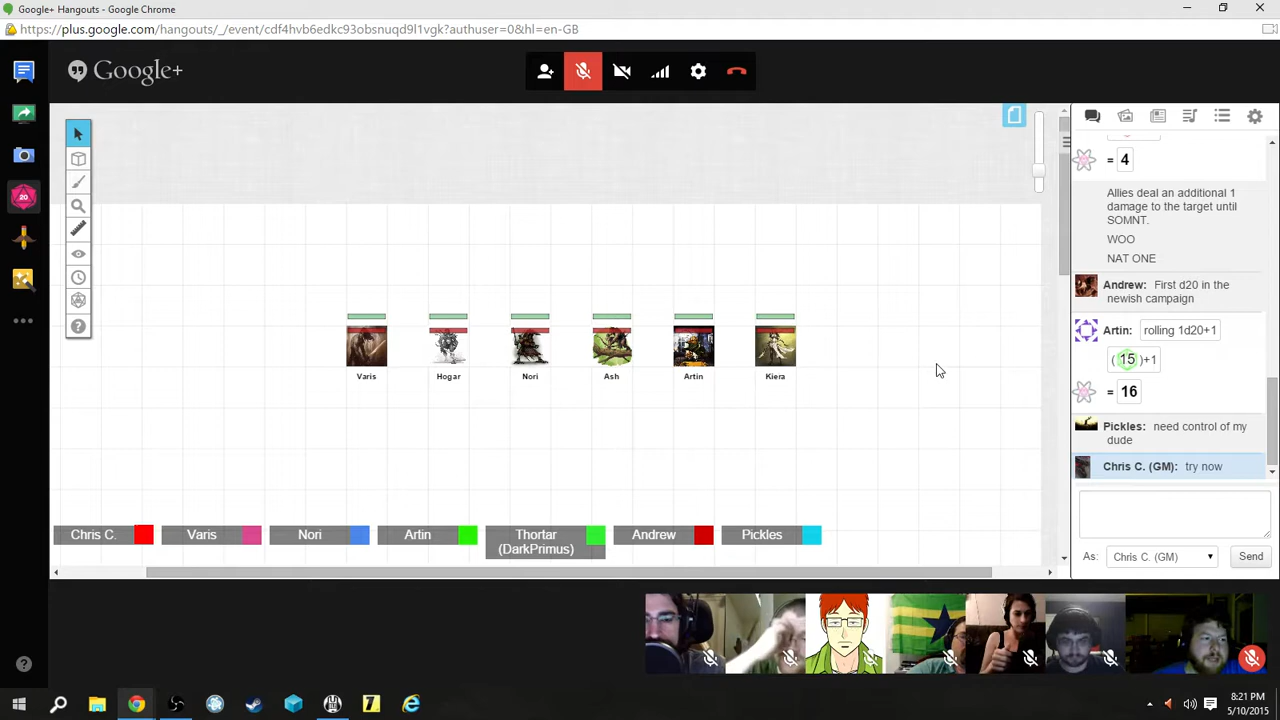 Google+ Hangouts - Google Chrome
https://plus.google.com/hangouts/_/event/cdf4hvb6edkc93obsnuqd9l1vgk?authuser=0&hl=en-GB
Google+
20
= 4
Allies deal an additional 1
damage to the target until
SOMNT.
WOO
NAT ONE
Andrew: First d20 in the
newish campaign
Artin: rolling 1d20+1
( 15 )+1
= 16
Pickles: need control of my
dude
Chris C. (GM): try now
Varis
Hogar
Nori
Ash
Artin
Kiera
Chris C.
Varis
Nori
Artin
Thortar
(DarkPrimus)
Andrew
Pickles
As: Chris C. (GM)
Send
8:21 PM
5/10/2015